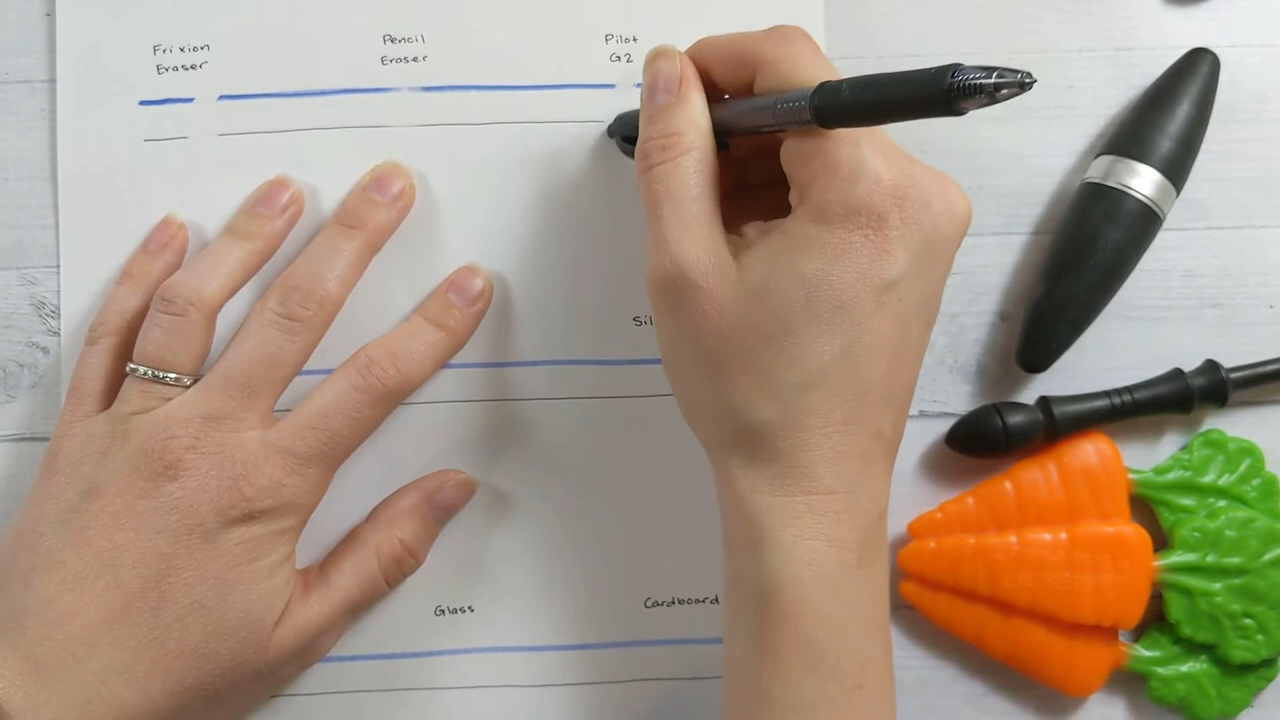 Frixion
Eraser
Pencil
Eraser
Pilot
G2
Glass
Cardboard